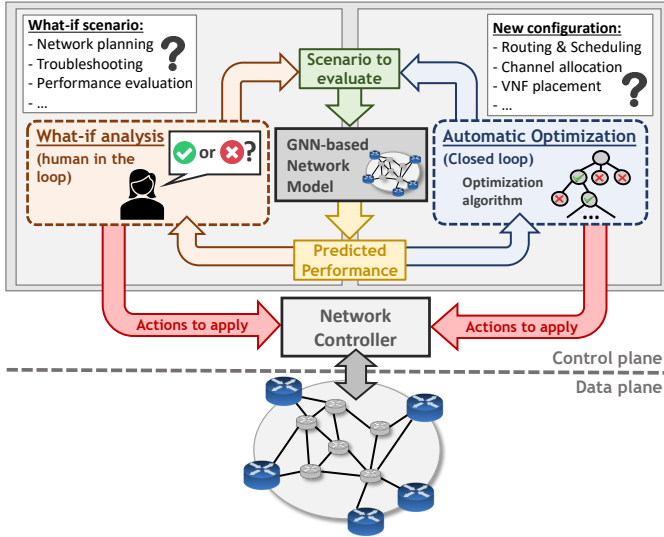 What-if scenario:
- Network planning
- Troubleshooting
- Performance evaluation
- ...
?
Scenario to
evaluate
New configuration:
- Routing & Scheduling
- Channel allocation
- VNF placement
- ...
?
What-if analysis
(human in the
loop)
or ?
GNN-based
Network
Model
Automatic Optimization
(Closed loop)
Optimization
algorithm
...
Predicted
Performance
Actions to apply
Network
Controller
Actions to apply
Control plane
Data plane